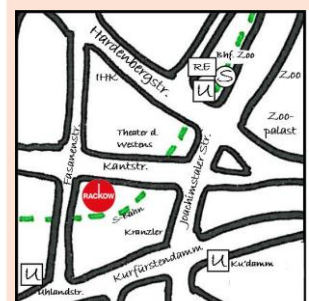 Hardenbergstr.
Bhf. Zoo
RE
S
IHK
U
Zoo
Zoo-
palast
Theater d.
Westens
Fasanenstr.
Joachimstaler Str.
Kantstr.
RACKOW
S-Bahn
Kranzler
Kurfürstendamm
U
Ku'damm
U
Uhlandstr.